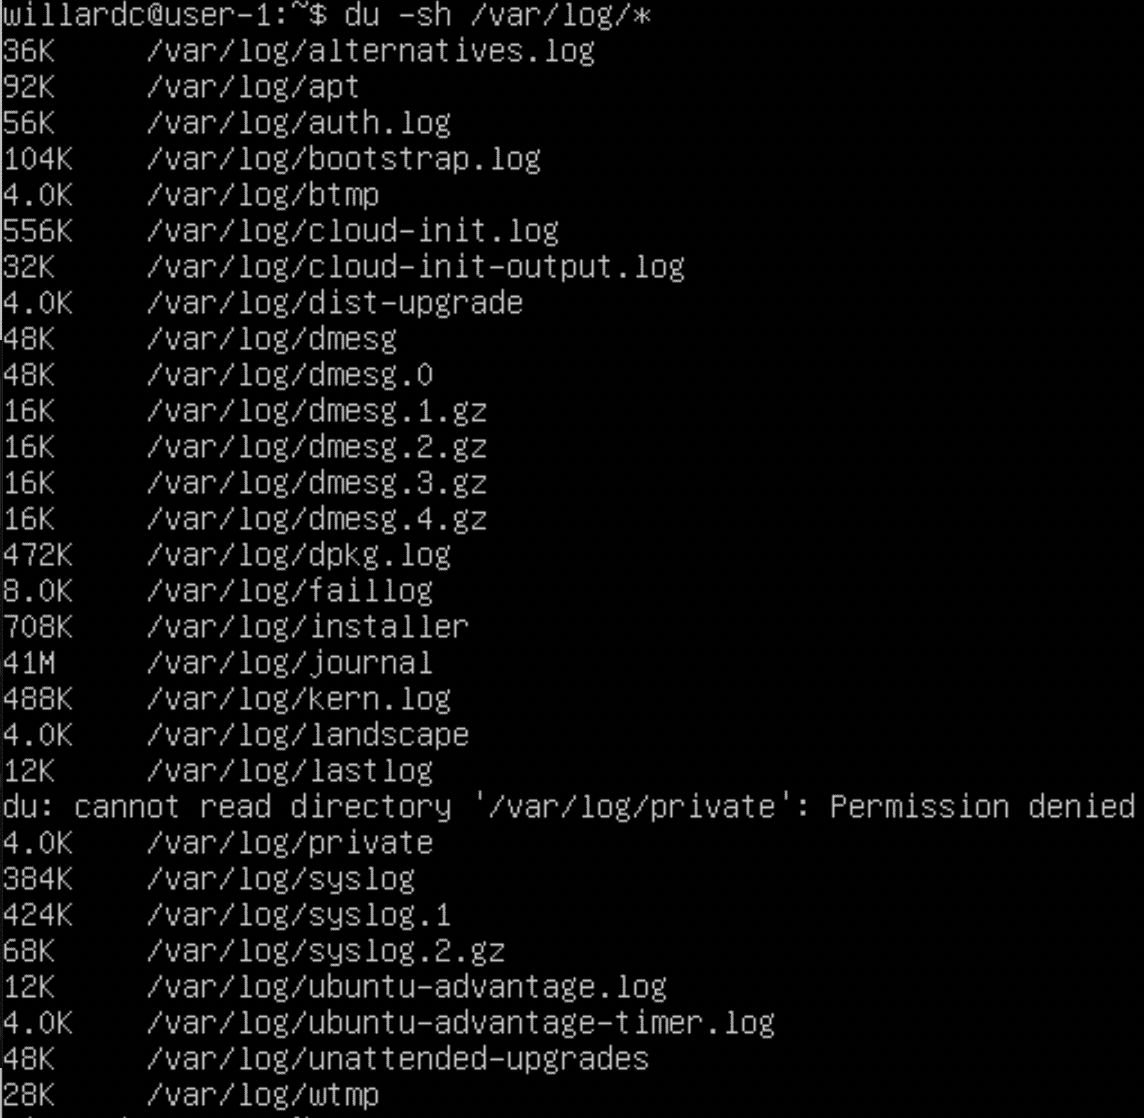 willardc@user-1:~$ du -sh /var/log/*
36K /var/log/alternatives.log
92K /var/log/apt
56K /var/log/auth.log
104K /var/log/bootstrap.log
4.0K /var/log/btmp
556K /var/log/cloud-init.log
32K /var/log/cloud-init-output.log
4.0K /var/log/dist-upgrade
48K /var/log/dmesg
48K /var/log/dmesg.0
16K /var/log/dmesg.1.gz
16K /var/log/dmesg.2.gz
16K /var/log/dmesg.3.gz
16K /var/log/dmesg.4.gz
472K /var/log/dpkg.log
8.0K /var/log/faillog
708K /var/log/installer
41M /var/log/journal
488K /var/log/kern.log
4.0K /var/log/landscape
12K /var/log/lastlog
du: cannot read directory '/var/log/private': Permission denied
4.0K /var/log/private
384K /var/log/syslog
424K /var/log/syslog.1
68K /var/log/syslog.2.gz
12K /var/log/ubuntu-advantage.log
4.0K /var/log/ubuntu-advantage-timer.log
48K /var/log/unattended-upgrades
28K /var/log/wtmp